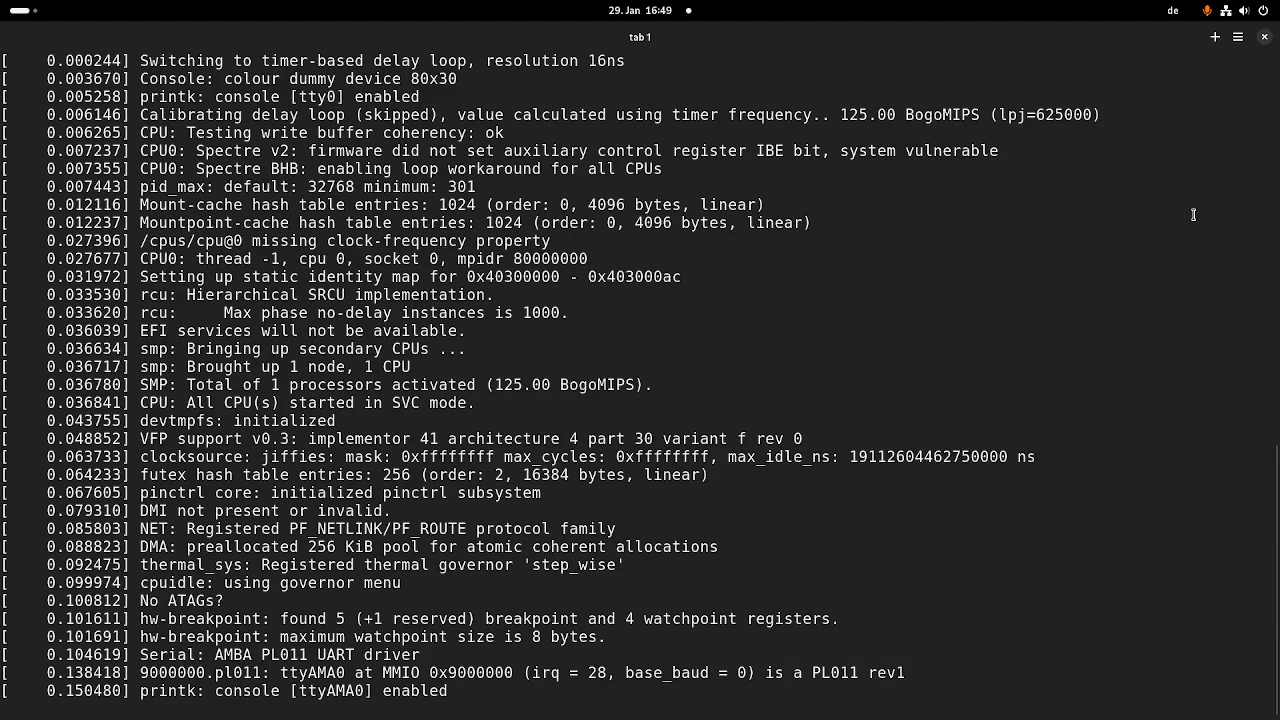 29. Jan 16:49
de
tab 1
[    0.000244] Switching to timer-based delay loop, resolution 16ns
[    0.003670] Console: colour dummy device 80x30
[    0.005258] printk: console [tty0] enabled
[    0.006146] Calibrating delay loop (skipped), value calculated using timer frequency.. 125.00 BogoMIPS (lpj=625000)
[    0.006265] CPU: Testing write buffer coherency: ok
[    0.007237] CPU0: Spectre v2: firmware did not set auxiliary control register IBE bit, system vulnerable
[    0.007355] CPU0: Spectre BHB: enabling loop workaround for all CPUs
[    0.007443] pid_max: default: 32768 minimum: 301
[    0.012116] Mount-cache hash table entries: 1024 (order: 0, 4096 bytes, linear)
[    0.012237] Mountpoint-cache hash table entries: 1024 (order: 0, 4096 bytes, linear)
[    0.027396] /cpus/cpu@0 missing clock-frequency property
[    0.027677] CPU0: thread -1, cpu 0, socket 0, mpidr 80000000
[    0.031972] Setting up static identity map for 0x40300000 - 0x403000ac
[    0.033530] rcu: Hierarchical SRCU implementation.
[    0.033620] rcu:     Max phase no-delay instances is 1000.
[    0.036039] EFI services will not be available.
[    0.036634] smp: Bringing up secondary CPUs ...
[    0.036717] smp: Brought up 1 node, 1 CPU
[    0.036780] SMP: Total of 1 processors activated (125.00 BogoMIPS).
[    0.036841] CPU: All CPU(s) started in SVC mode.
[    0.043755] devtmpfs: initialized
[    0.048852] VFP support v0.3: implementor 41 architecture 4 part 30 variant f rev 0
[    0.063733] clocksource: jiffies: mask: 0xffffffff max_cycles: 0xffffffff, max_idle_ns: 19112604462750000 ns
[    0.064233] futex hash table entries: 256 (order: 2, 16384 bytes, linear)
[    0.067605] pinctrl core: initialized pinctrl subsystem
[    0.079310] DMI not present or invalid.
[    0.085803] NET: Registered PF_NETLINK/PF_ROUTE protocol family
[    0.088823] DMA: preallocated 256 KiB pool for atomic coherent allocations
[    0.092475] thermal_sys: Registered thermal governor 'step_wise'
[    0.099974] cpuidle: using governor menu
[    0.100812] No ATAGs?
[    0.101611] hw-breakpoint: found 5 (+1 reserved) breakpoint and 4 watchpoint registers.
[    0.101691] hw-breakpoint: maximum watchpoint size is 8 bytes.
[    0.104619] Serial: AMBA PL011 UART driver
[    0.138418] 9000000.pl011: ttyAMA0 at MMIO 0x9000000 (irq = 28, base_baud = 0) is a PL011 rev1
[    0.150480] printk: console [ttyAMA0] enabled